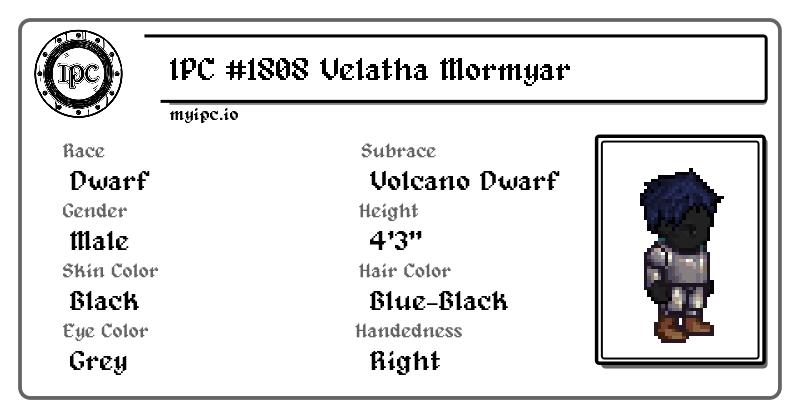 IPC
IPC #1808 Velatha Mormyar
myipc.io
Race
Dwarf
Subrace
Volcano Dwarf
Gender
Male
Height
4'3"
Skin Color
Black
Hair Color
Blue-Black
Eye Color
Grey
Handedness
Right